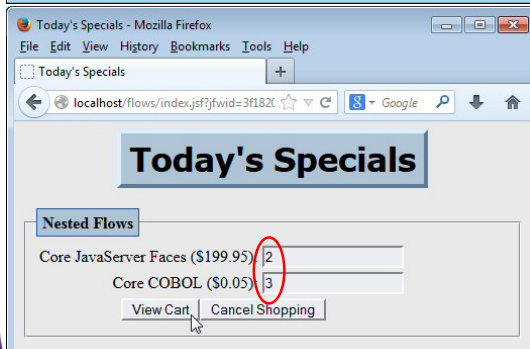 Today's Specials - Mozilla Firefox
File Edit View History Bookmarks Tools Help
Today's Specials +
localhost/flows/index.jsf?jfwid=3f182( Google
Today's Specials
Nested Flows
Core JavaServer Faces ($199.95): 2
Core COBOL ($0.05): 3
View Cart Cancel Shopping